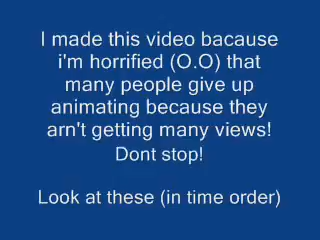 I made this video bacause
i'm horrified (O.O) that
many people give up
animating because they
arn't getting many views!
Dont stop!
Look at these (in time order)